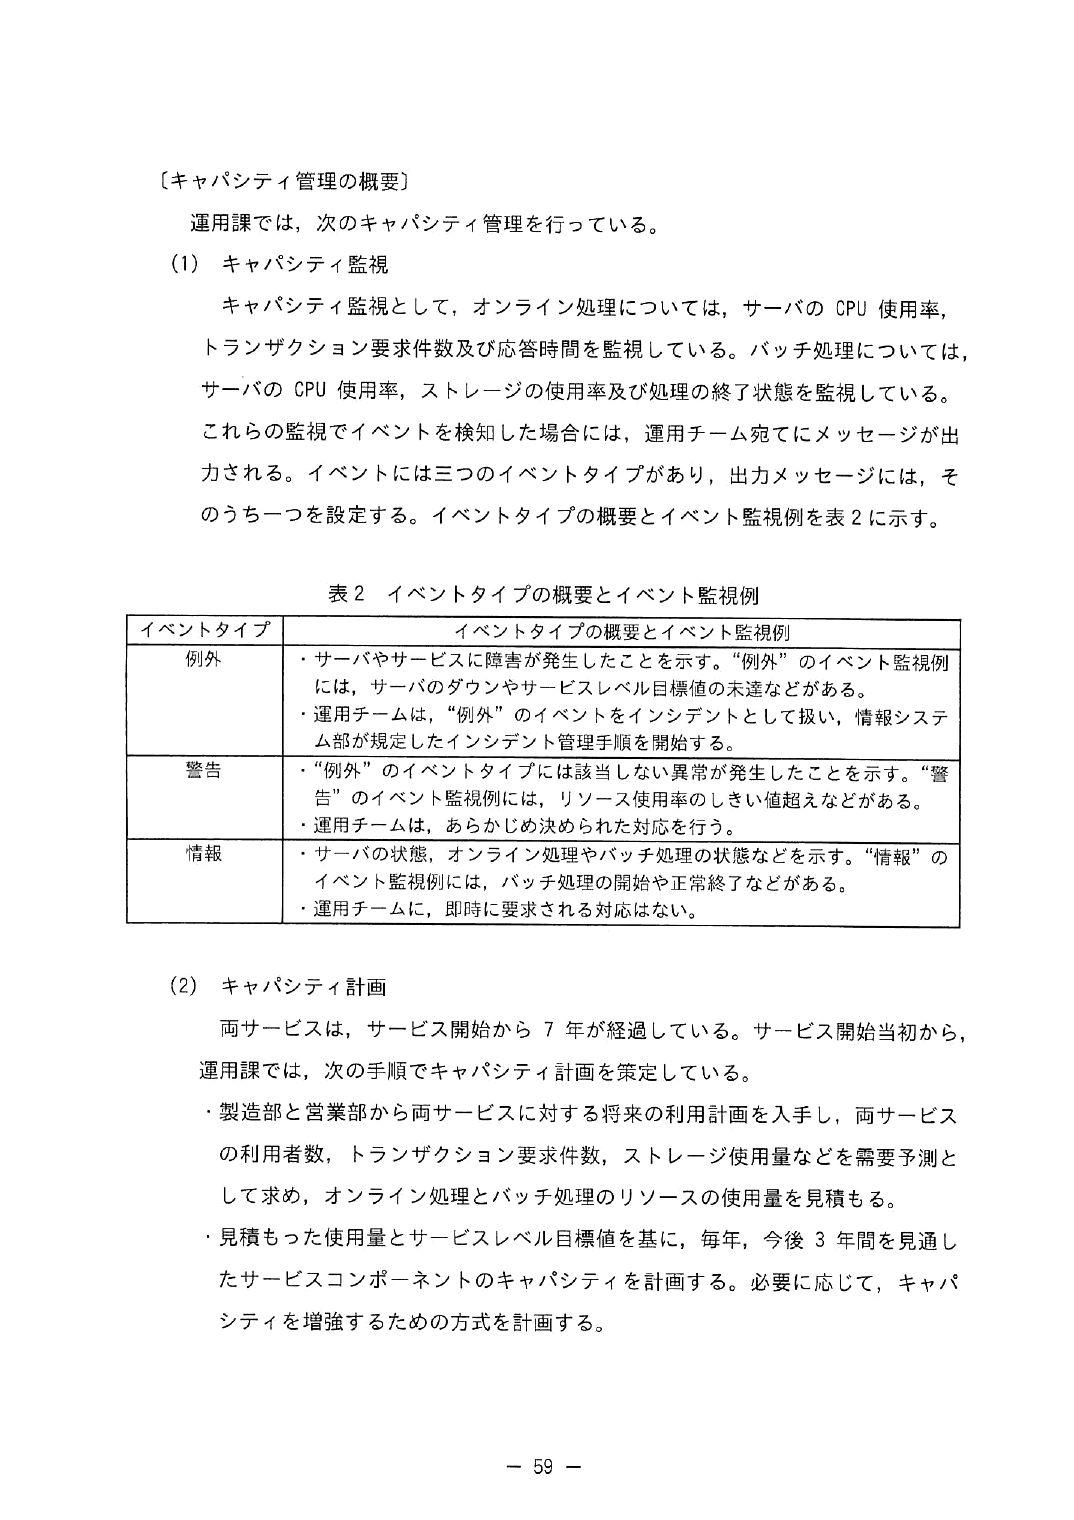 〔キャパシティ管理の概要〕
運用課では，次のキャパシティ管理を行っている。
(1) キャパシティ監視
キャパシティ監視として，オンライン処理については，サーバの CPU 使用率，
トランザクション要求件数及び応答時間を監視している。バッチ処理については，
サーバの CPU 使用率，ストレージの使用率及び処理の終了状態を監視している。
これらの監視でイベントを検知した場合には，運用チーム宛てにメッセージが出
力される。イベントには三つのイベントタイプがあり，出力メッセージには，そ
のうち一つを設定する。イベントタイプの概要とイベント監視例を表２に示す。
表２ イベントタイプの概要とイベント監視例
イベントタイプ イベントタイプの概要とイベント監視例
例外 ・サーバやサービスに障害が発生したことを示す。“例外”のイベント監視例
には，サーバのダウンやサービスレベル目標値の未達などがある。
・運用チームは，“例外”のイベントをインシデントとして扱い，情報システ
ム部が規定したインシデント管理手順を開始する。
警告 ・“例外”のイベントタイプには該当しない異常が発生したことを示す。“警
告”のイベント監視例には，リソース使用率のしきい値超えなどがある。
・運用チームは，あらかじめ決められた対応を行う。
情報 ・サーバの状態，オンライン処理やバッチ処理の状態などを示す。“情報”の
イベント監視例には，バッチ処理の開始や正常終了などがある。
・運用チームに，即時に要求される対応はない。
(2) キャパシティ計画
両サービスは，サービス開始から 7 年が経過している。サービス開始当初から，
運用課では，次の手順でキャパシティ計画を策定している。
・製造部と営業部から両サービスに対する将来の利用計画を入手し，両サービス
の利用者数，トランザクション要求件数，ストレージ使用量などを需要予測と
して求め，オンライン処理とバッチ処理のリソースの使用量を見積もる。
・見積もった使用量とサービスレベル目標値を基に，毎年，今後 3 年間を見通し
たサービスコンポーネントのキャパシティを計画する。必要に応じて，キャパ
シティを増強するための方式を計画する。
－ 59 －